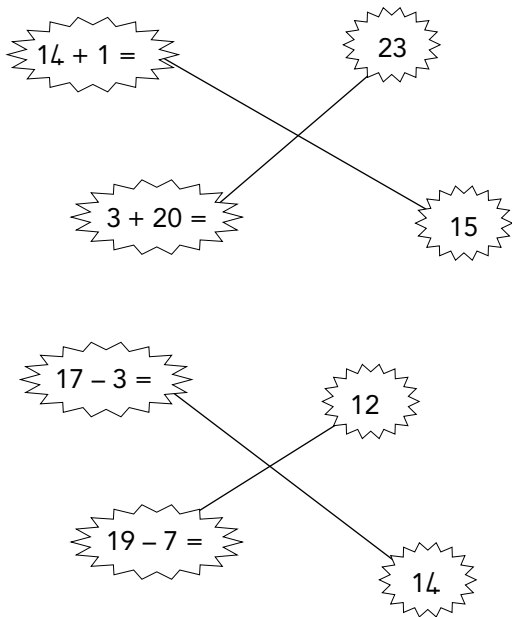 14 + 1 =
23
3 + 20 =
15
17 – 3 =
12
19 – 7 =
14